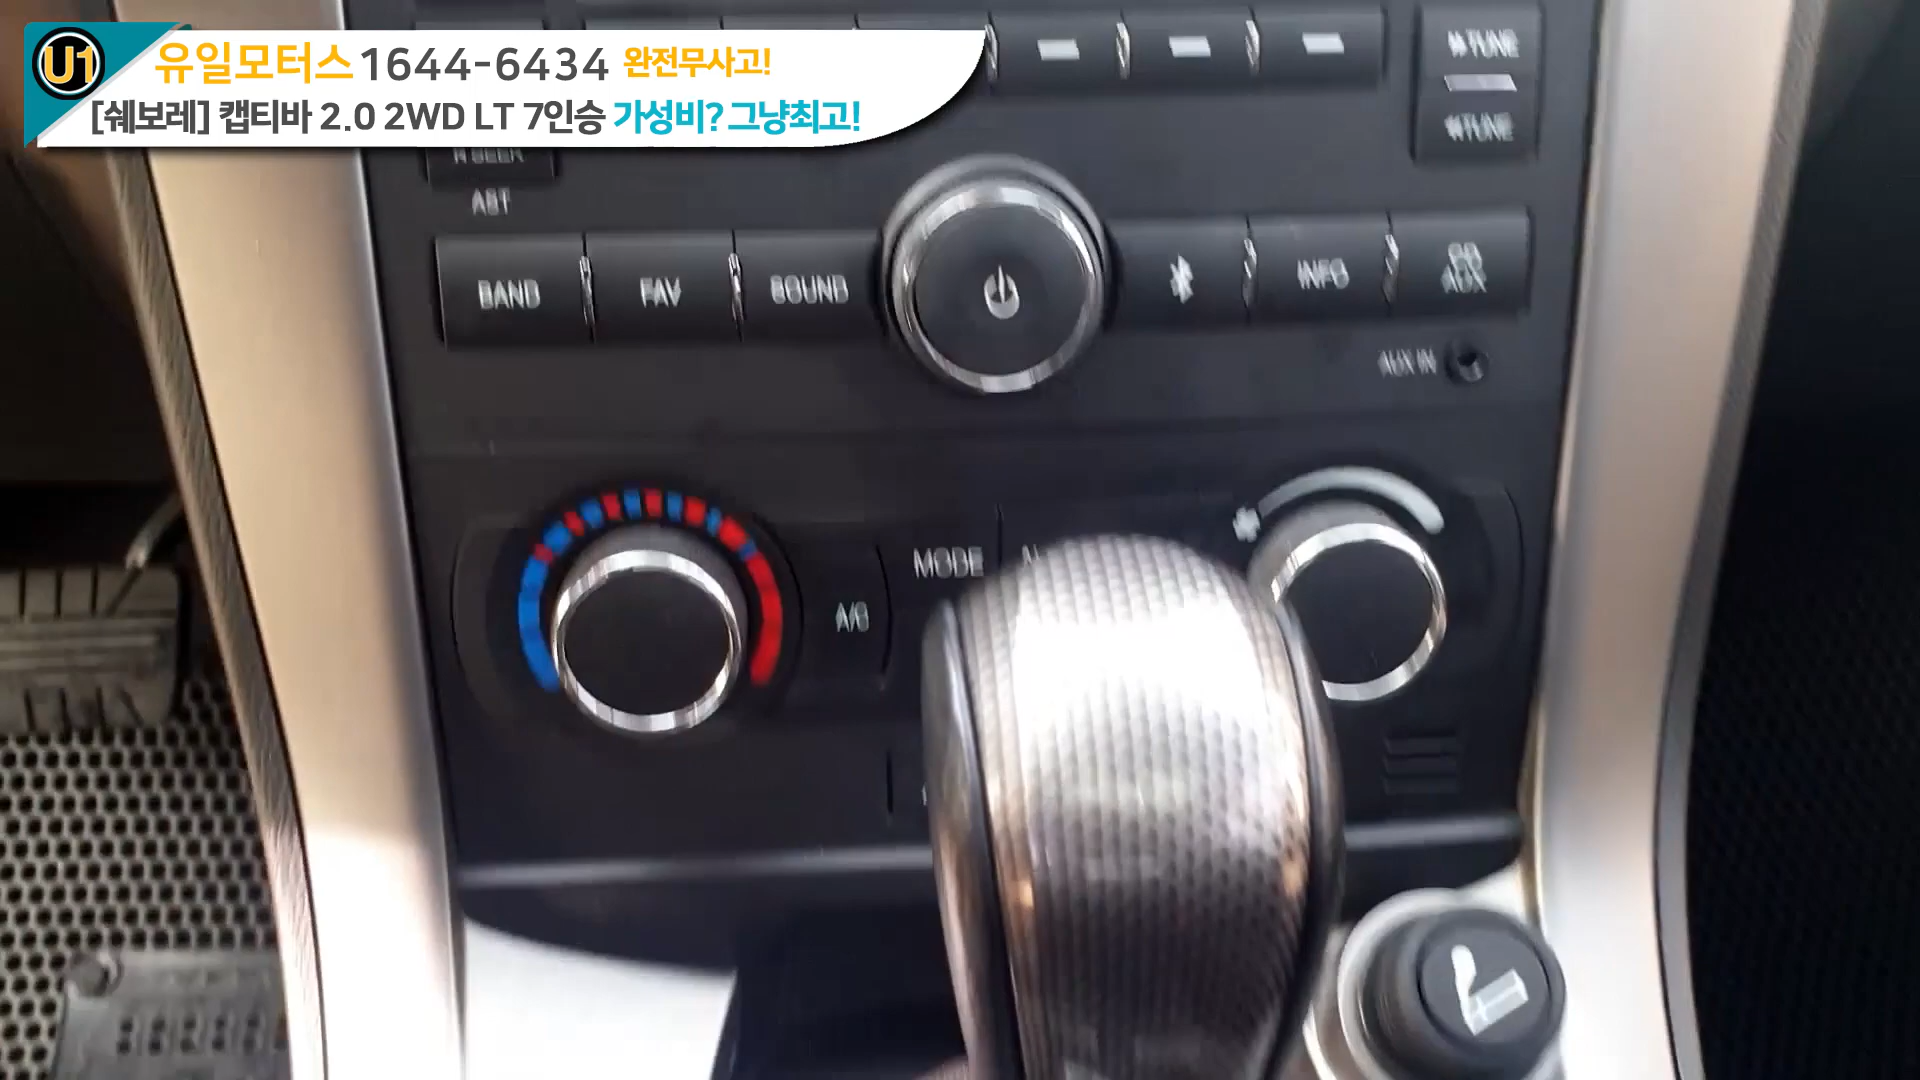 U1
유일모터스 1644-6434 완전무사고!
[쉐보레] 캡티바 2.0 2WD LT 7인승 가성비? 그냥최고!
TUNE
TUNE
SEEK
AST
BAND
FAV
SOUND
INFO
CD
AUX
AUX IN
MODE
A/C